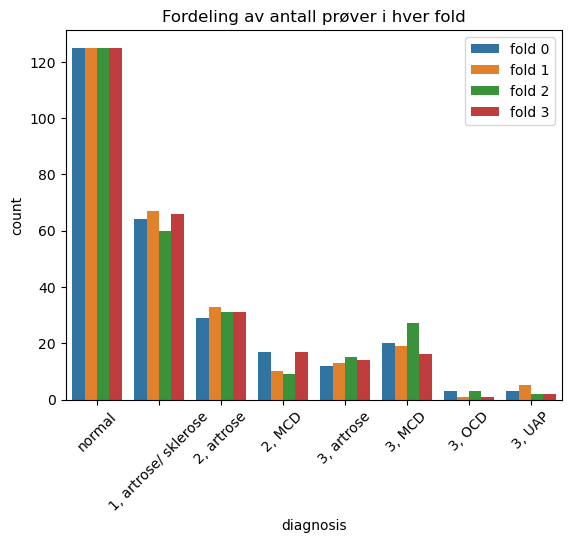 Fordeling av antall prøver i hver fold
fold 0
fold 1
fold 2
fold 3
count
120
100
80
60
40
20
0
normal
1, artrose/ sklerose
2, artrose
2, MCD
3, artrose
3, MCD
3, OCD
3, UAP
diagnosis